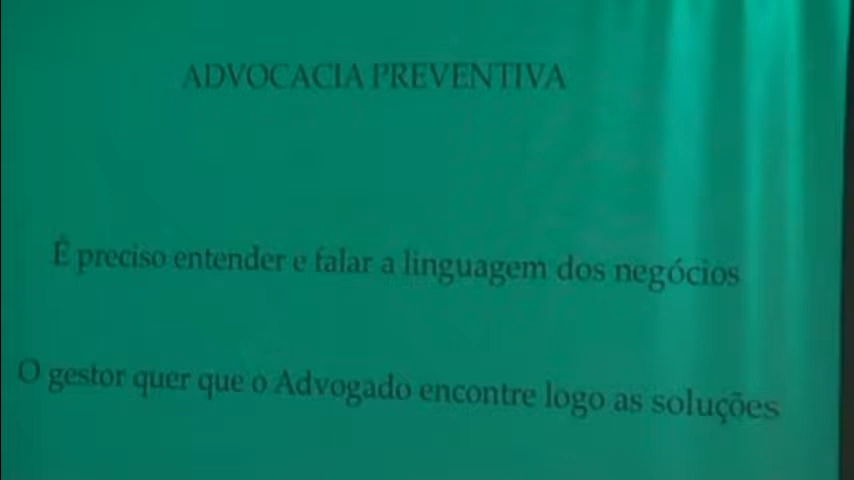 ADVOCACIA PREVENTIVA
É preciso entender e falar a linguagem dos negócios
O gestor quer que o Advogado encontre logo as soluções